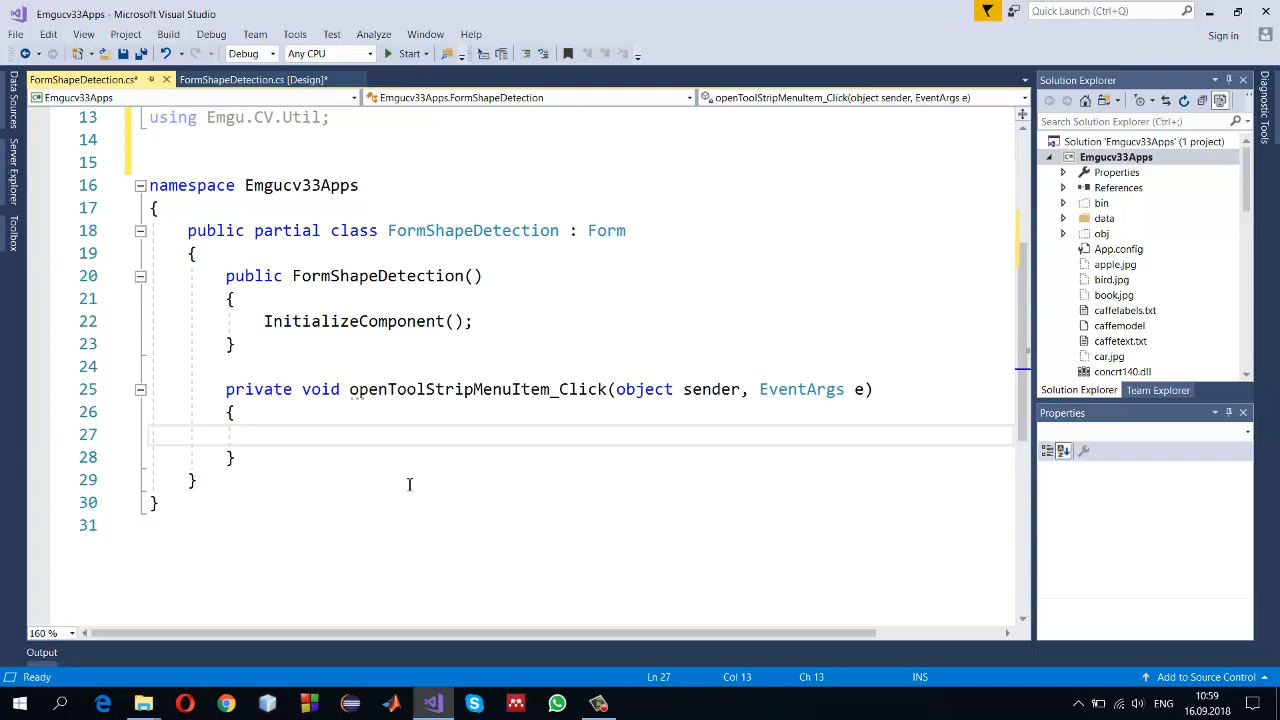 Emgucv33Apps - Microsoft Visual Studio
Quick Launch (Ctrl+Q)
File Edit View Project Build Debug Team Tools Test Analyze Window Help
Sign in
Debug Any CPU Start
FormShapeDetection.cs* FormShapeDetection.cs [Design]*
Emgucv33Apps Emgucv33Apps.FormShapeDetection openToolStripMenuItem_Click(object sender, EventArgs e)
Data Sources
Server Explorer
Toolbox
13 using Emgu.CV.Util;
14
15
16 namespace Emgucv33Apps
17 {
18 public partial class FormShapeDetection : Form
19 {
20 public FormShapeDetection()
21 {
22 InitializeComponent();
23 }
24
25 private void openToolStripMenuItem_Click(object sender, EventArgs e)
26 {
27
28 }
29 }
30 }
31
160 %
Solution Explorer
Search Solution Explorer (Ctrl+;)
Solution 'Emgucv33Apps' (1 project)
Emgucv33Apps
Properties
References
bin
data
obj
App.config
apple.jpg
bird.jpg
book.jpg
caffelabels.txt
caffemodel
caffetext.txt
car.jpg
concrt140.dll
Solution Explorer Team Explorer
Properties
Diagnostic Tools
Output
Ready Ln 27 Col 13 Ch 13 INS Add to Source Control
ENG
10:59
16.09.2018